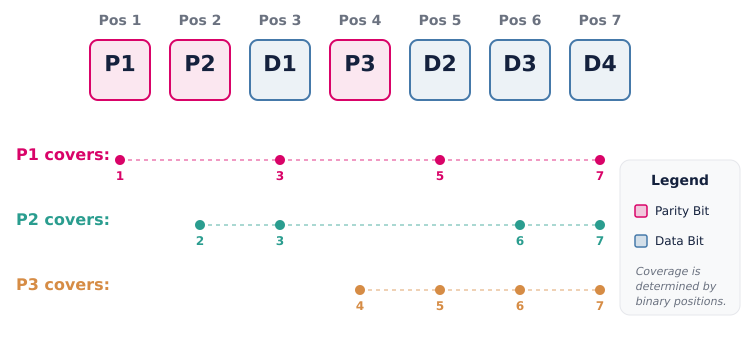 Pos 1 Pos 2 Pos 3 Pos 4 Pos 5 Pos 6 Pos 7
P1 P2 D1 P3 D2 D3 D4
P1 covers:
1 3 5 7
P2 covers:
2 3 6 7
P3 covers:
4 5 6 7
Legend
Parity Bit
Data Bit
Coverage is
determined by
binary positions.